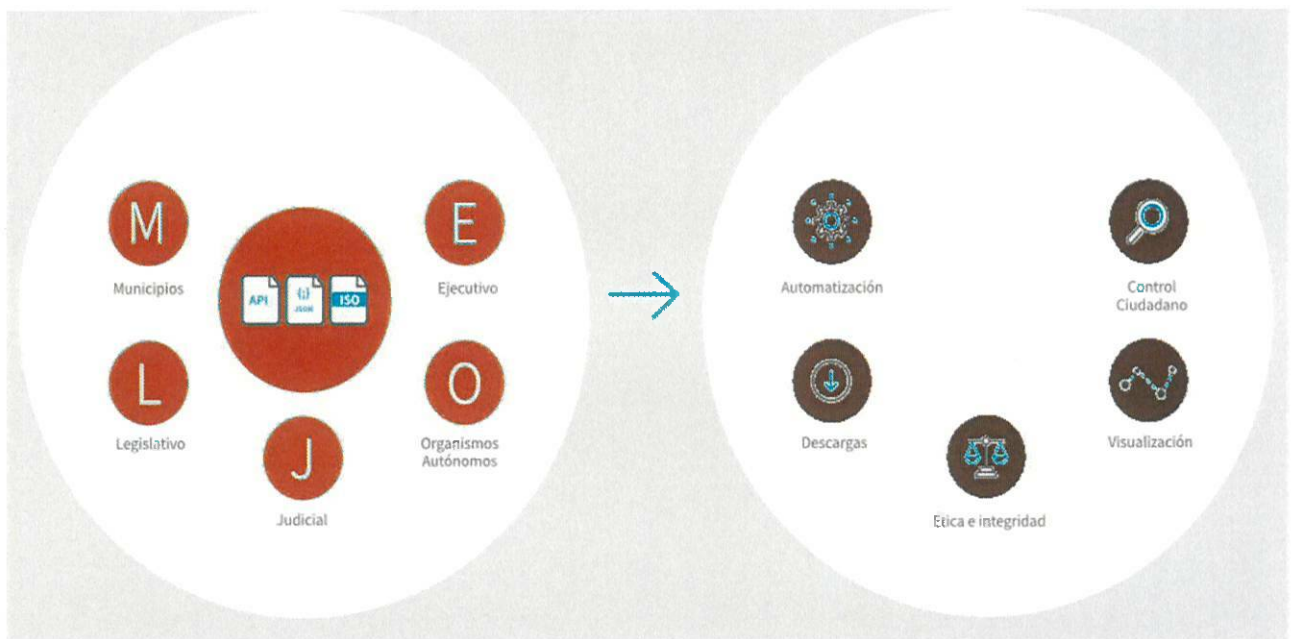 M
Municipios
E
Ejecutivo
API
{;}
JSON
ISO
L
Legislativo
O
Organismos
Autónomos
J
Judicial
Automatización
Control
Ciudadano
Descargas
Visualización
Etica e integridad